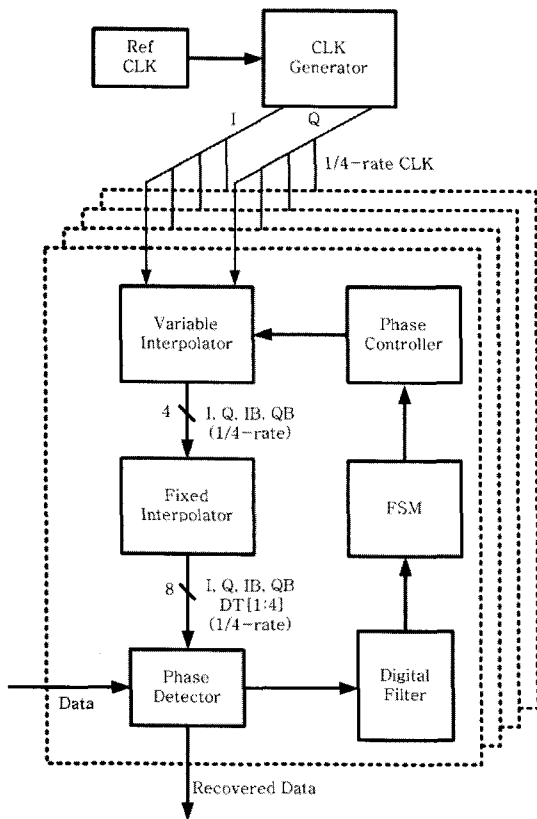 Ref
CLK
CLK
Generator
I
Q
1/4-rate CLK
Variable
Interpolator
Phase
Controller
4
I, Q, IB, QB
(1/4-rate)
Fixed
Interpolator
FSM
8
I, Q, IB, QB
DT[1:4]
(1/4-rate)
Phase
Detector
Digital
Filter
Data
Recovered Data